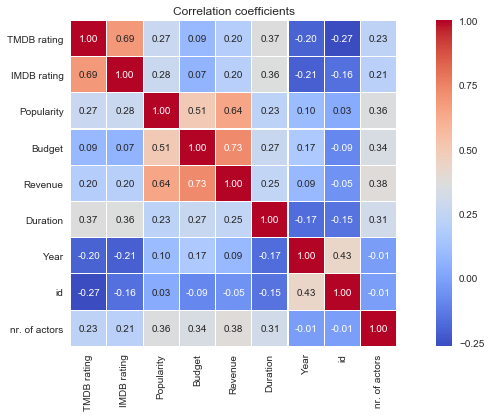 Correlation coefficients
TMDB rating 1.00 0.69 0.27 0.09 0.20 0.37 -0.20 -0.27 0.23
IMDB rating 0.69 1.00 0.28 0.07 0.20 0.36 -0.21 -0.16 0.21
Popularity 0.27 0.28 1.00 0.51 0.64 0.23 0.10 0.03 0.36
Budget 0.09 0.07 0.51 1.00 0.73 0.27 0.17 -0.09 0.34
Revenue 0.20 0.20 0.64 0.73 1.00 0.25 0.09 -0.05 0.38
Duration 0.37 0.36 0.23 0.27 0.25 1.00 -0.17 -0.15 0.31
Year -0.20 -0.21 0.10 0.17 0.09 -0.17 1.00 0.43 -0.01
id -0.27 -0.16 0.03 -0.09 -0.05 -0.15 0.43 1.00 -0.01
nr. of actors 0.23 0.21 0.36 0.34 0.38 0.31 -0.01 -0.01 1.00
TMDB rating
IMDB rating
Popularity
Budget
Revenue
Duration
Year
id
nr. of actors
1.00
0.75
0.50
0.25
0.00
-0.25